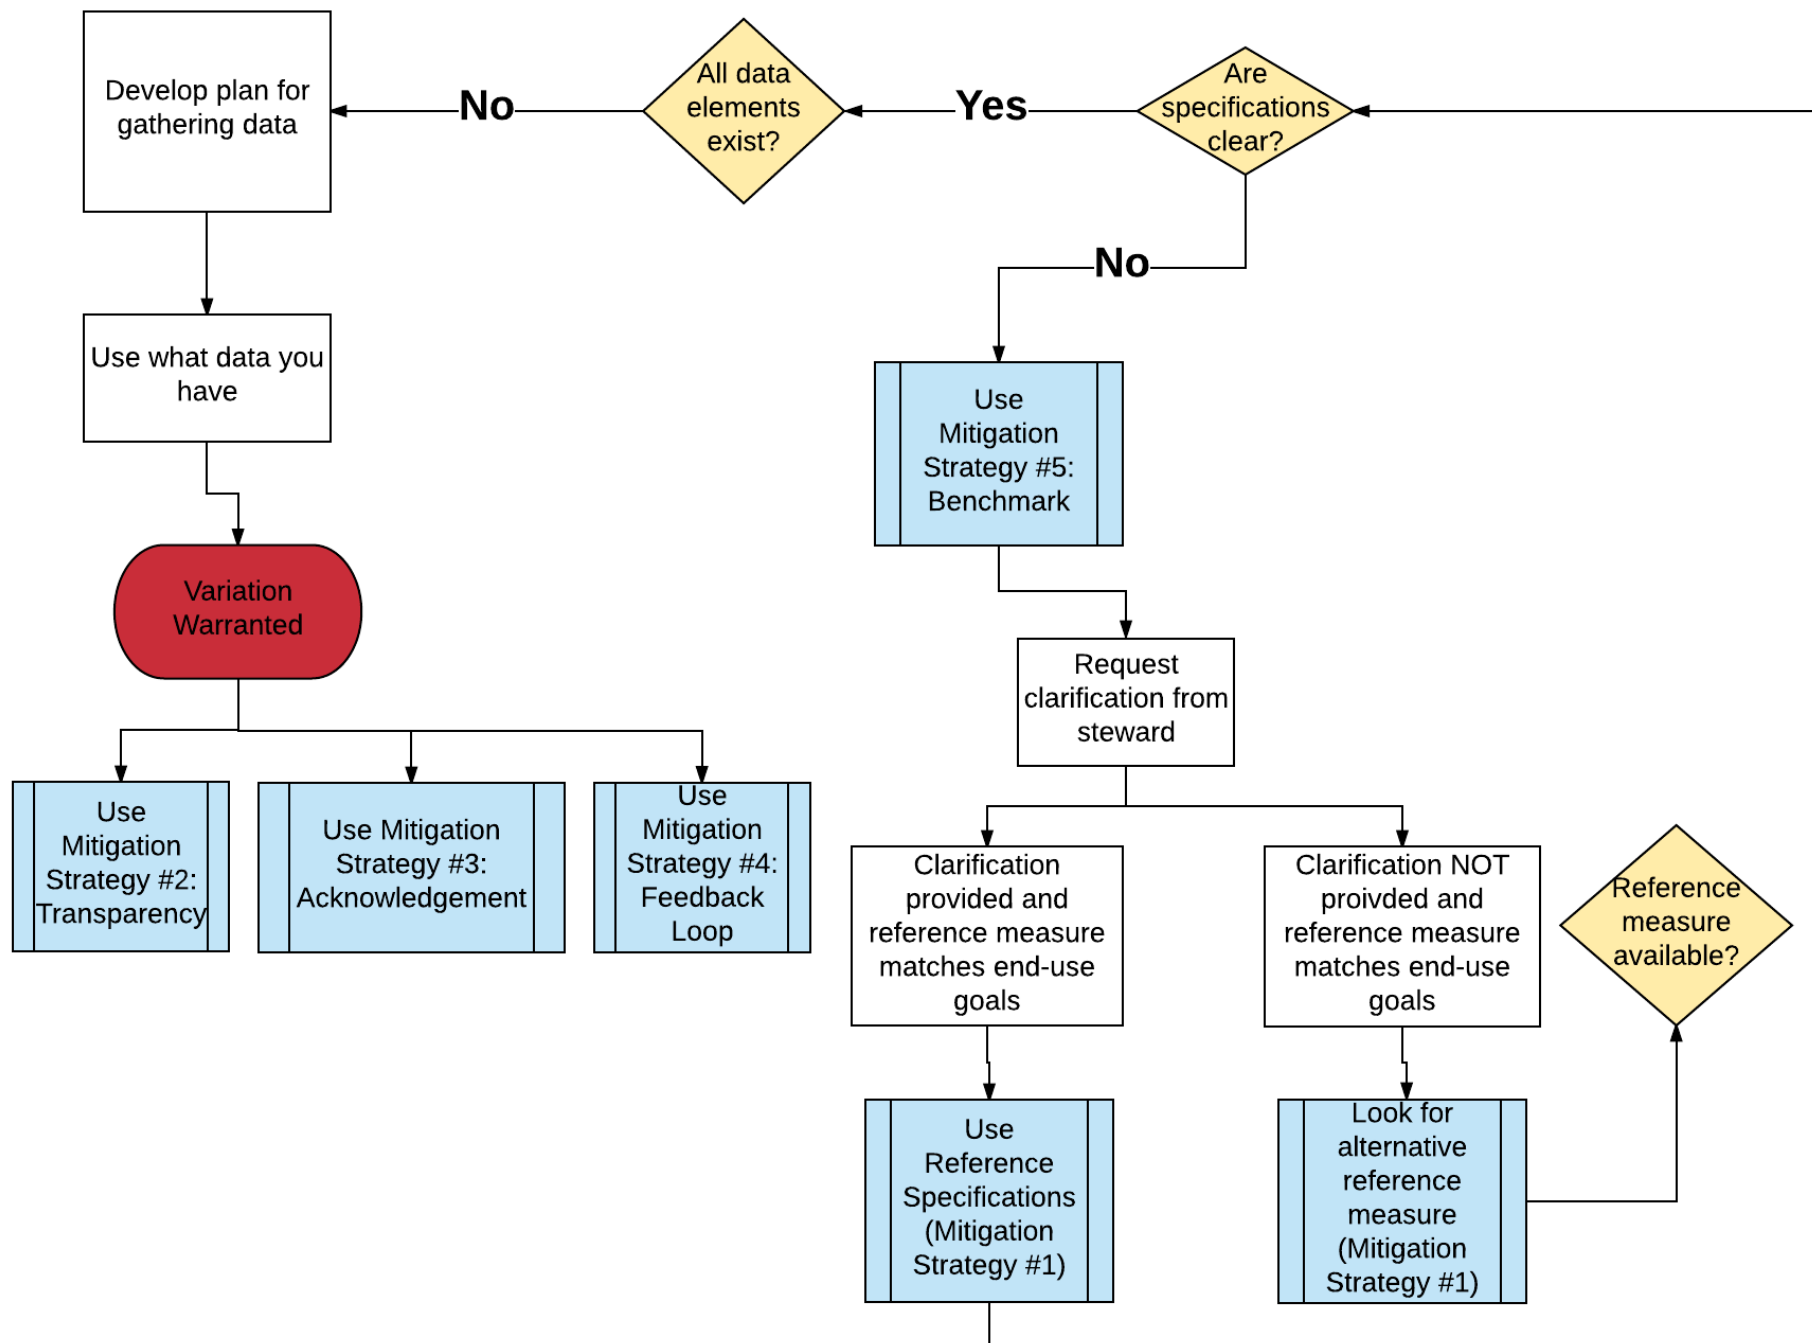 Develop plan for
gathering data
No
All data
elements
exist?
Yes
Are
specifications
clear?
No
Use what data you
have
Use
Mitigation
Strategy #5:
Benchmark
Variation
Warranted
Request
clarification from
steward
Use
Mitigation
Strategy #2:
Transparency
Use Mitigation
Strategy #3:
Acknowledgement
Use
Mitigation
Strategy #4:
Feedback
Loop
Clarification
provided and
reference measure
matches end-use
goals
Clarification NOT
proivded and
reference measure
matches end-use
goals
Reference
measure
available?
Use
Reference
Specifications
(Mitigation
Strategy #1)
Look for
alternative
reference
measure
(Mitigation
Strategy #1)